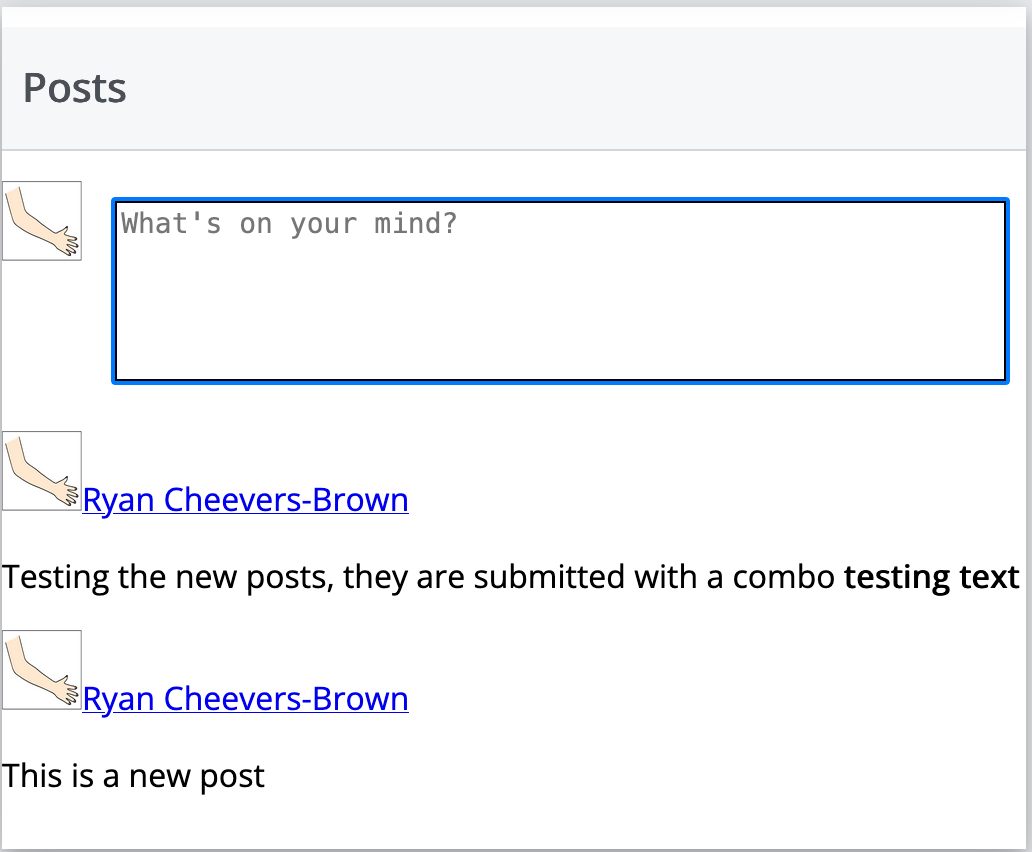 Posts
What's on your mind?
Ryan Cheevers-Brown
Testing the new posts, they are submitted with a combo testing text
Ryan Cheevers-Brown
This is a new post